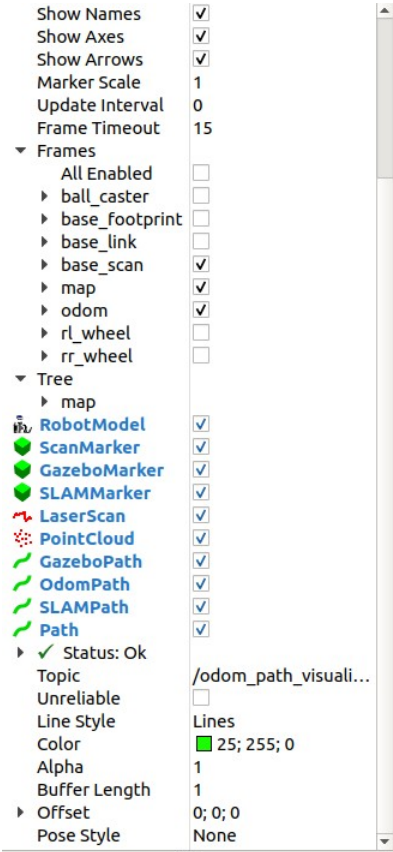 Show Names
Show Axes
Show Arrows
Marker Scale 1
Update Interval 0
Frame Timeout 15
Frames
All Enabled
ball_caster
base_footprint
base_link
base_scan
map
odom
rl_wheel
rr_wheel
Tree
map
RobotModel
ScanMarker
GazeboMarker
SLAMMarker
LaserScan
PointCloud
GazeboPath
OdomPath
SLAMPath
Path
Status: Ok
Topic /odom_path_visuali...
Unreliable
Line Style Lines
Color 25; 255; 0
Alpha 1
Buffer Length 1
Offset 0; 0; 0
Pose Style None